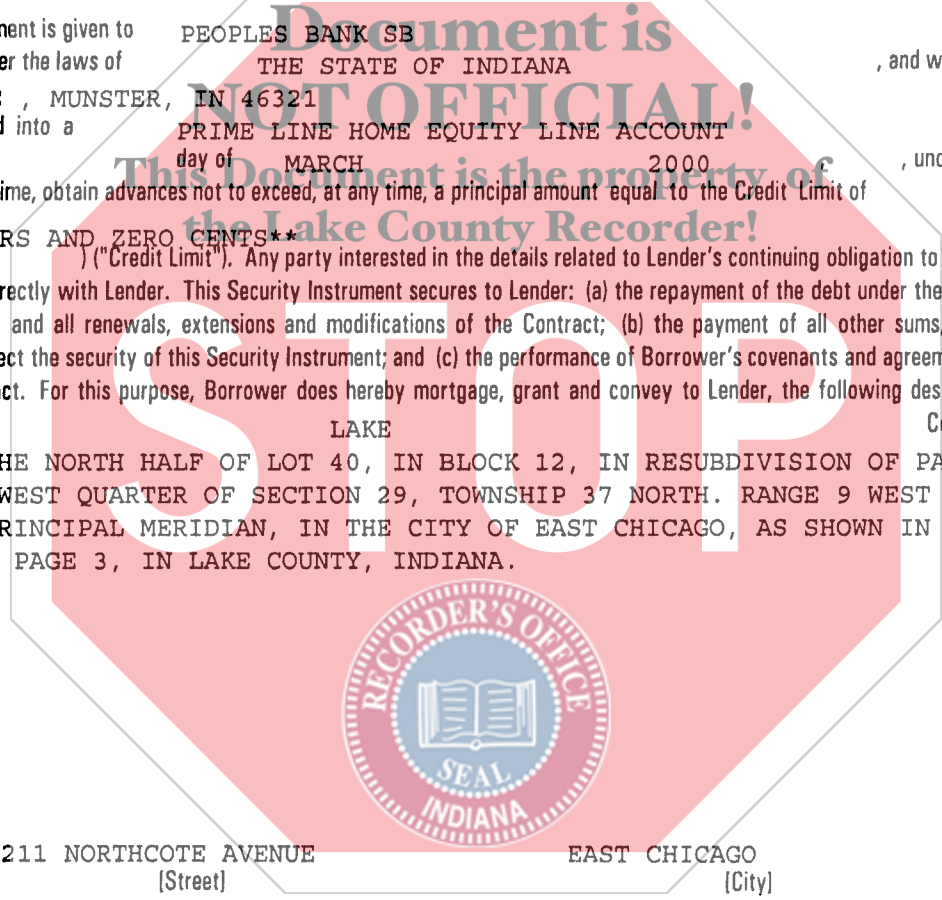 Document is
nent is given to PEOPLES BANK SB
er the laws of THE STATE OF INDIANA , and w
, MUNSTER, IN 46321
NOT OFFICIAL!
d into a PRIME LINE HOME EQUITY LINE ACCOUNT
day of MARCH 2000 , , und
This Document is the property of
ime, obtain advances not to exceed, at any time, a principal amount equal to the Credit Limit of
the Lake County Recorder!
RS AND ZERO CENTS**
) ("Credit Limit"). Any party interested in the details related to Lender's continuing obligation to
rectly with Lender. This Security Instrument secures to Lender: (a) the repayment of the debt under the
and all renewals, extensions and modifications of the Contract; (b) the payment of all other sums,
ect the security of this Security Instrument; and (c) the performance of Borrower's covenants and agreem
ct. For this purpose, Borrower does hereby mortgage, grant and convey to Lender, the following des
LAKE Co
STOP
HE NORTH HALF OF LOT 40, IN BLOCK 12, IN RESUBDIVISION OF PA
WEST QUARTER OF SECTION 29, TOWNSHIP 37 NORTH. RANGE 9 WEST
RINCIPAL MERIDIAN, IN THE CITY OF EAST CHICAGO, AS SHOWN IN
PAGE 3, IN LAKE COUNTY, INDIANA.
RECORDER'S OFFICE
SEAL
INDIANA
211 NORTHCOTE AVENUE EAST CHICAGO
[Street] [City]